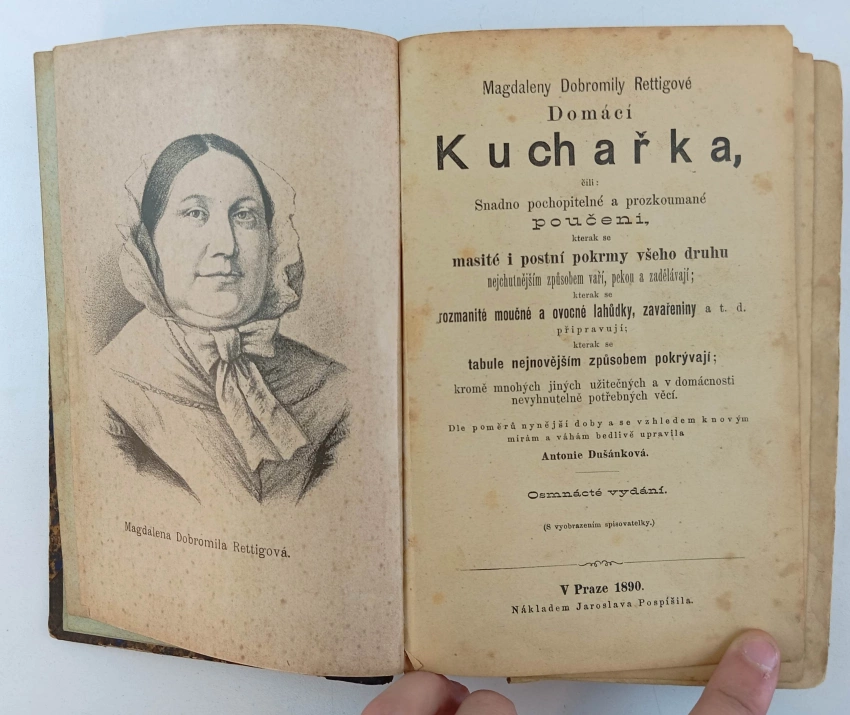 Magdalena Dobromila Rettigová.
Magdaleny Dobromily Rettigové
Domácí
Kuchařka,
čili:
Snadno pochopitelné a prozkoumané
poučení,
kterak se
masité i postní pokrmy všeho druhu
nejchutnějším způsobem vaří, pekou a zadělávají;
kterak se
rozmanité moučné a ovocné lahůdky, zavařeniny a t. d.
připravují;
kterak se
tabule nejnovějším způsobem pokrývají;
kromě mnohých jiných užitečných a v domácnosti
nevyhnutelně potřebných věcí.
Dle poměrů nynější doby a se vzhledem k novým
mírám a váhám bedlivě upravila
Antonie Dušánková.
Osmnácté vydání.
(S vyobrazením spisovatelky.)
V Praze 1890.
Nákladem Jaroslava Pospíšila.